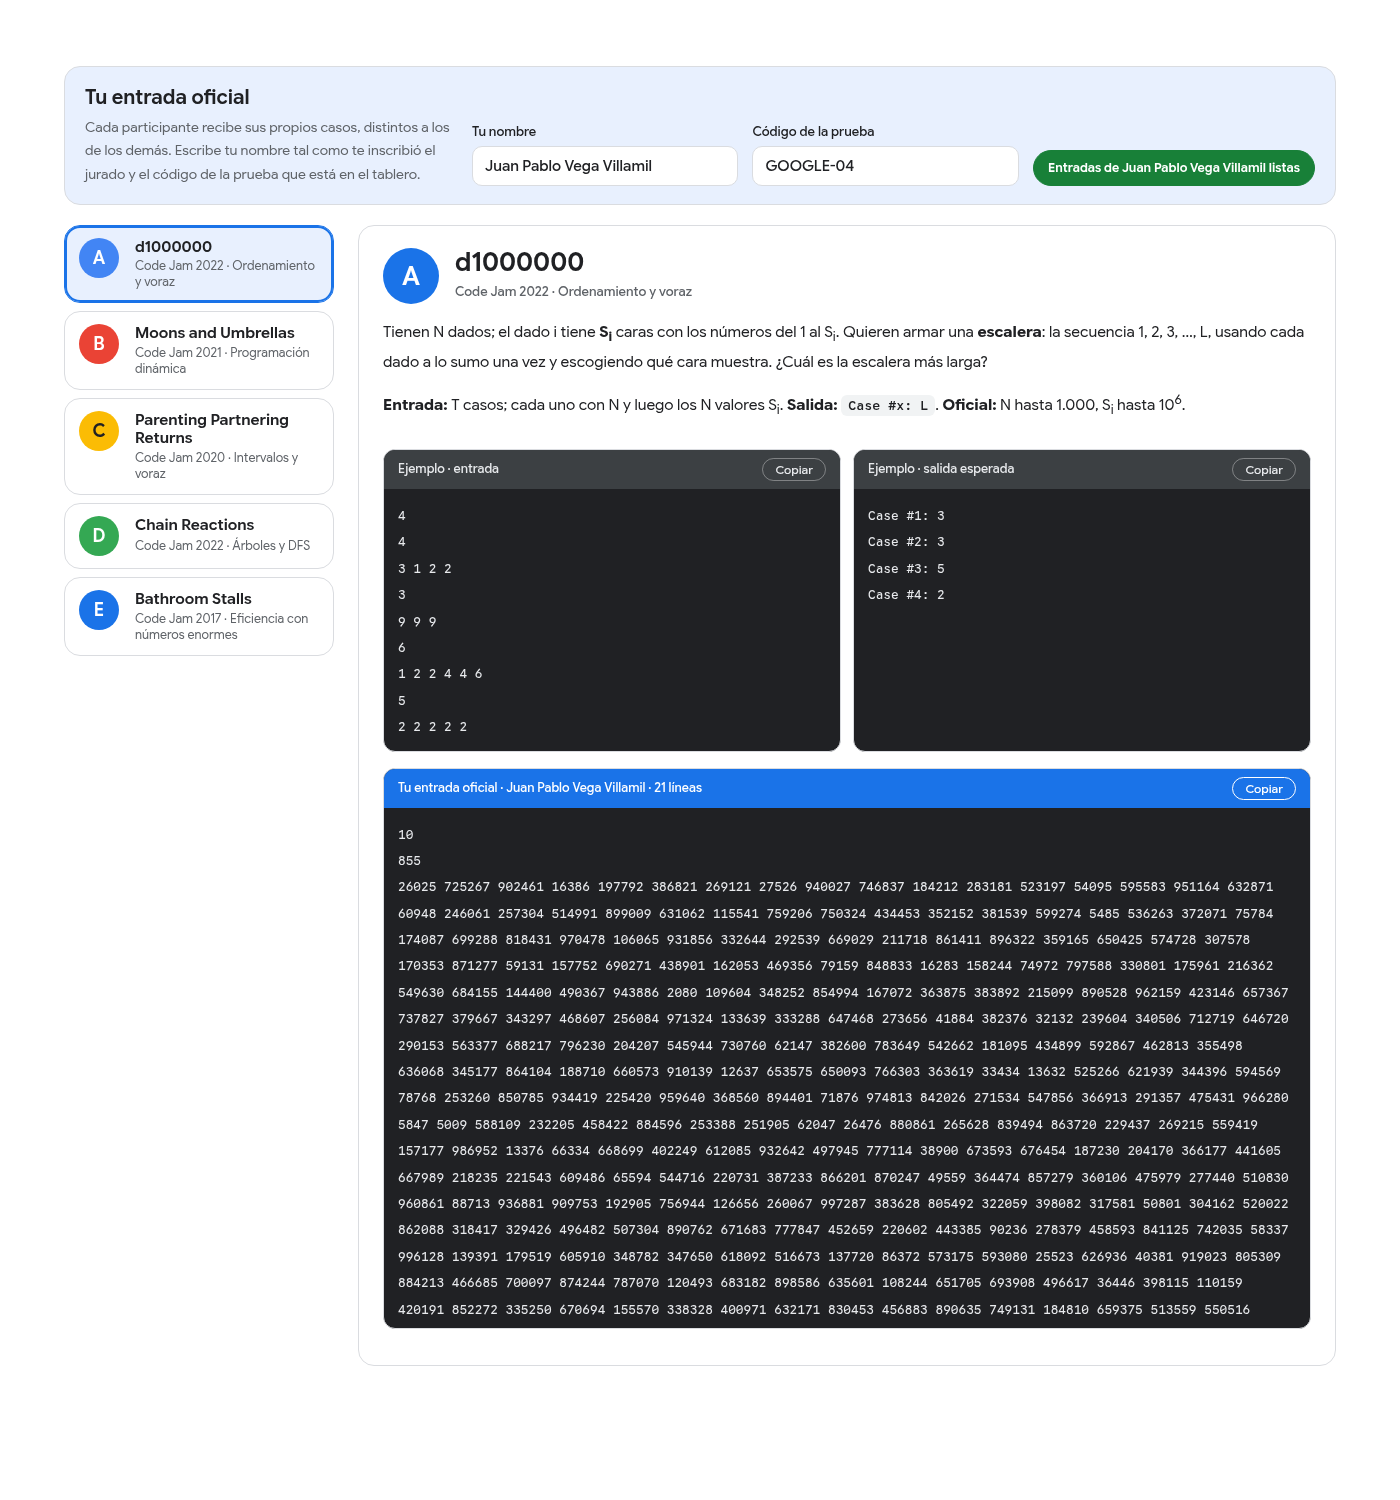 Tu entrada oficial
Cada participante recibe sus propios casos, distintos a los
de los demás. Escribe tu nombre tal como te inscribió el
jurado y el código de la prueba que está en el tablero.
Tu nombre
Juan Pablo Vega Villamil
Código de la prueba
GOOGLE-04
Entradas de Juan Pablo Vega Villamil listas
A
d1000000
Code Jam 2022 · Ordenamiento
y voraz
B
Moons and Umbrellas
Code Jam 2021 · Programación
dinámica
C
Parenting Partnering
Returns
Code Jam 2020 · Intervalos y
voraz
D
Chain Reactions
Code Jam 2022 · Árboles y DFS
E
Bathroom Stalls
Code Jam 2017 · Eficiencia con
números enormes
A
d1000000
Code Jam 2022 · Ordenamiento y voraz
Tienen N dados; el dado i tiene Si caras con los números del 1 al Si. Quieren armar una escalera: la secuencia 1, 2, 3, ..., L, usando cada
dado a lo sumo una vez y escogiendo qué cara muestra. ¿Cuál es la escalera más larga?
Entrada: T casos; cada uno con N y luego los N valores Si. Salida: Case #x: L . Oficial: N hasta 1.000, Si hasta 10^6.
Ejemplo · entrada
Copiar
4
4
3 1 2 2
3
9 9 9
6
1 2 2 4 4 6
5
2 2 2 2 2
Ejemplo · salida esperada
Copiar
Case #1: 3
Case #2: 3
Case #3: 5
Case #4: 2
Tu entrada oficial · Juan Pablo Vega Villamil · 21 líneas
Copiar
10
855
26025 725267 902461 16386 197792 386821 269121 27526 940027 746837 184212 283181 523197 54095 595583 951164 632871
60948 246061 257304 514991 899009 631062 115541 759206 750324 434453 352152 381539 599274 5485 536263 372071 75784
174087 699288 818431 970478 106065 931856 332644 292539 669029 211718 861411 896322 359165 650425 574728 307578
170353 871277 59131 157752 690271 438901 162053 469356 79159 848833 16283 158244 74972 797588 330801 175961 216362
549630 684155 144400 490367 943886 2080 109604 348252 854994 167072 363875 383892 215099 890528 962159 423146 657367
737827 379667 343297 468607 256084 971324 133639 333288 647468 273656 41884 382376 32132 239604 340506 712719 646720
290153 563377 688217 796230 204207 545944 730760 62147 382600 783649 542662 181095 434899 592867 462813 355498
636068 345177 864104 188710 660573 910139 12637 653575 650093 766303 363619 33434 13632 525266 621939 344396 594569
78768 253260 850785 934419 225420 959640 368560 894401 71876 974813 842026 271534 547856 366913 291357 475431 966280
5847 5009 588109 232205 458422 884596 253388 251905 62047 26476 880861 265628 839494 863720 229437 269215 559419
157177 986952 13376 66334 668699 402249 612085 932642 497945 777114 38900 673593 676454 187230 204170 366177 441605
667989 218235 221543 609486 65594 544716 220731 387233 866201 870247 49559 364474 857279 360106 475979 277440 510830
960861 88713 936881 909753 192905 756944 126656 260067 997287 383628 805492 322059 398082 317581 50801 304162 520022
862088 318417 329426 496482 507304 890762 671683 777847 452659 220602 443385 90236 278379 458593 841125 742035 58337
996128 139391 179519 605910 348782 347650 618092 516673 137720 86372 573175 593080 25523 626936 40381 919023 805309
884213 466685 700097 874244 787070 120493 683182 898586 635601 108244 651705 693908 496617 36446 398115 110159
420191 852272 335250 670694 155570 338328 400971 632171 830453 456883 890635 749131 184810 659375 513559 550516